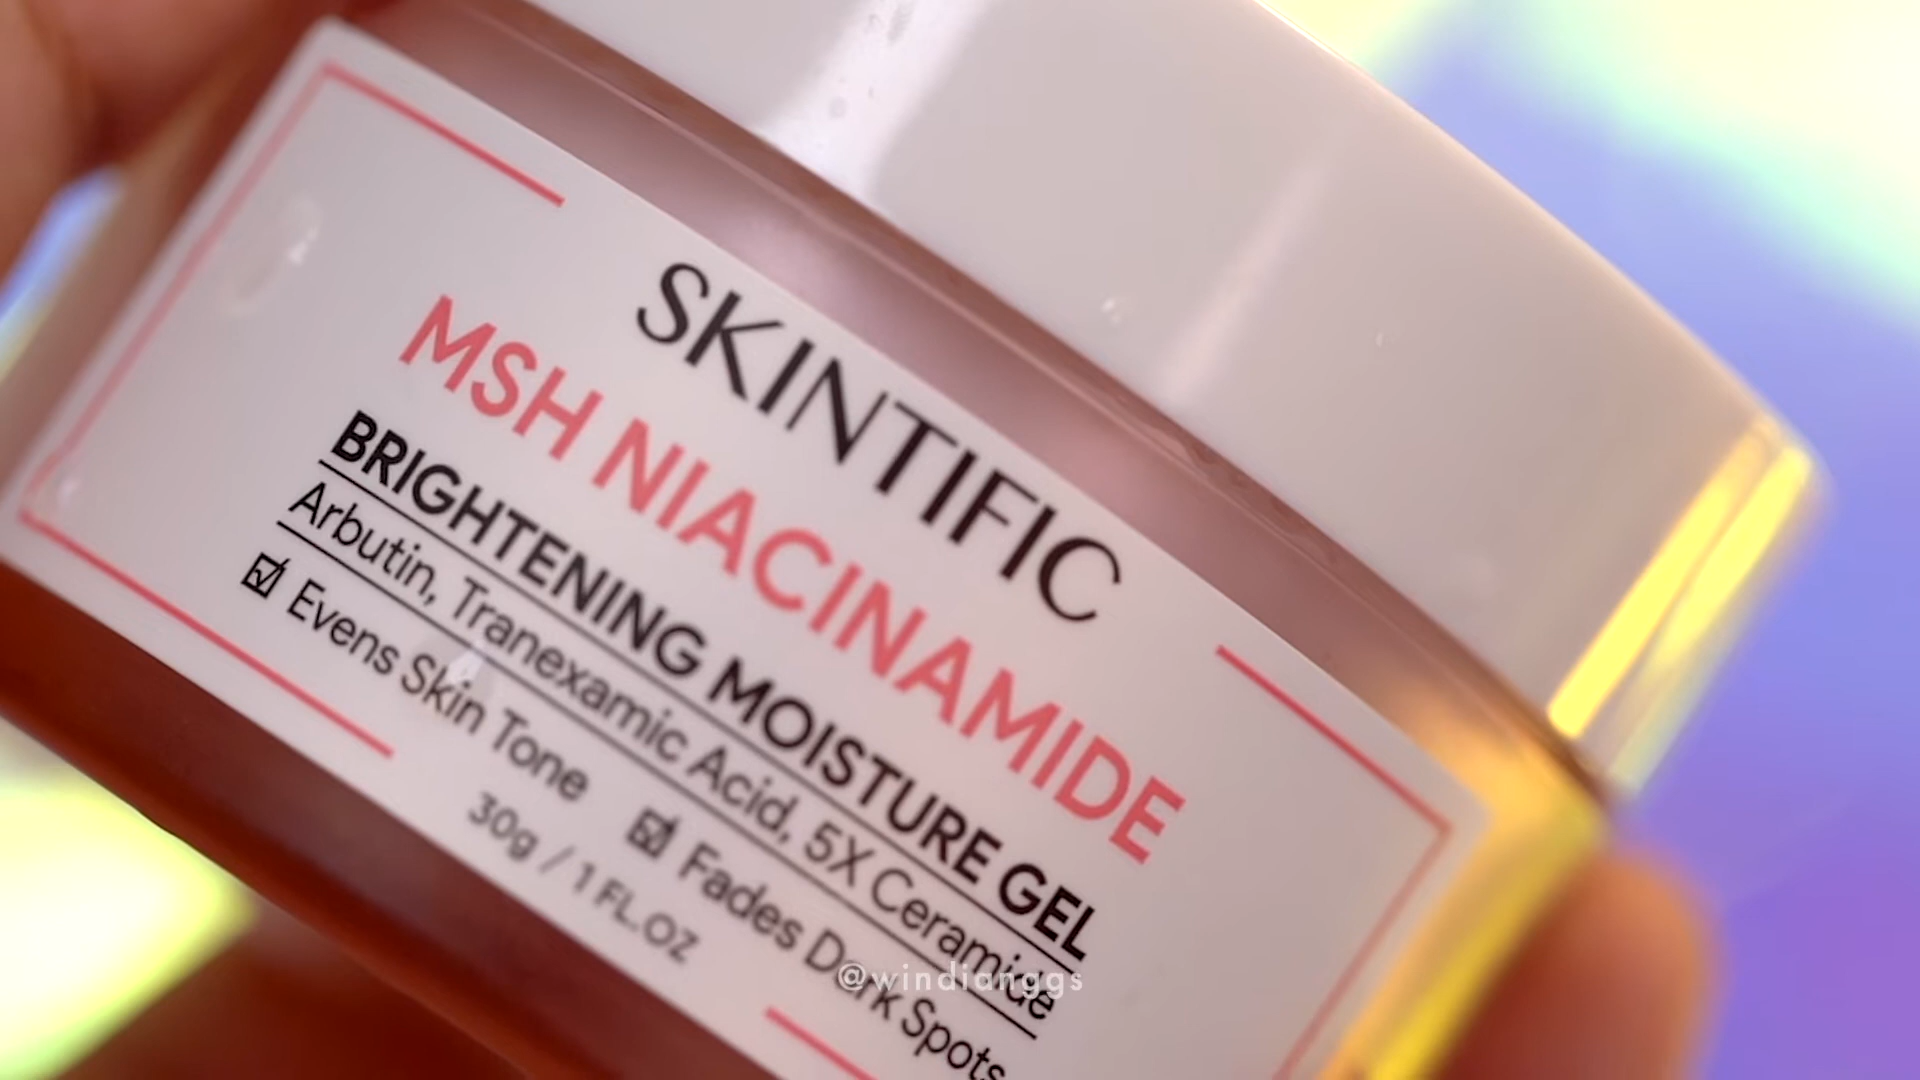 SKINTIFIC
MSH NIACINAMIDE
BRIGHTENING MOISTURE GEL
Arbutin, Tranexamic Acid, 5X Ceramide
☑ Evens Skin Tone ☑ Fades Dark Spots
30g / 1 FL.OZ
@windianggs